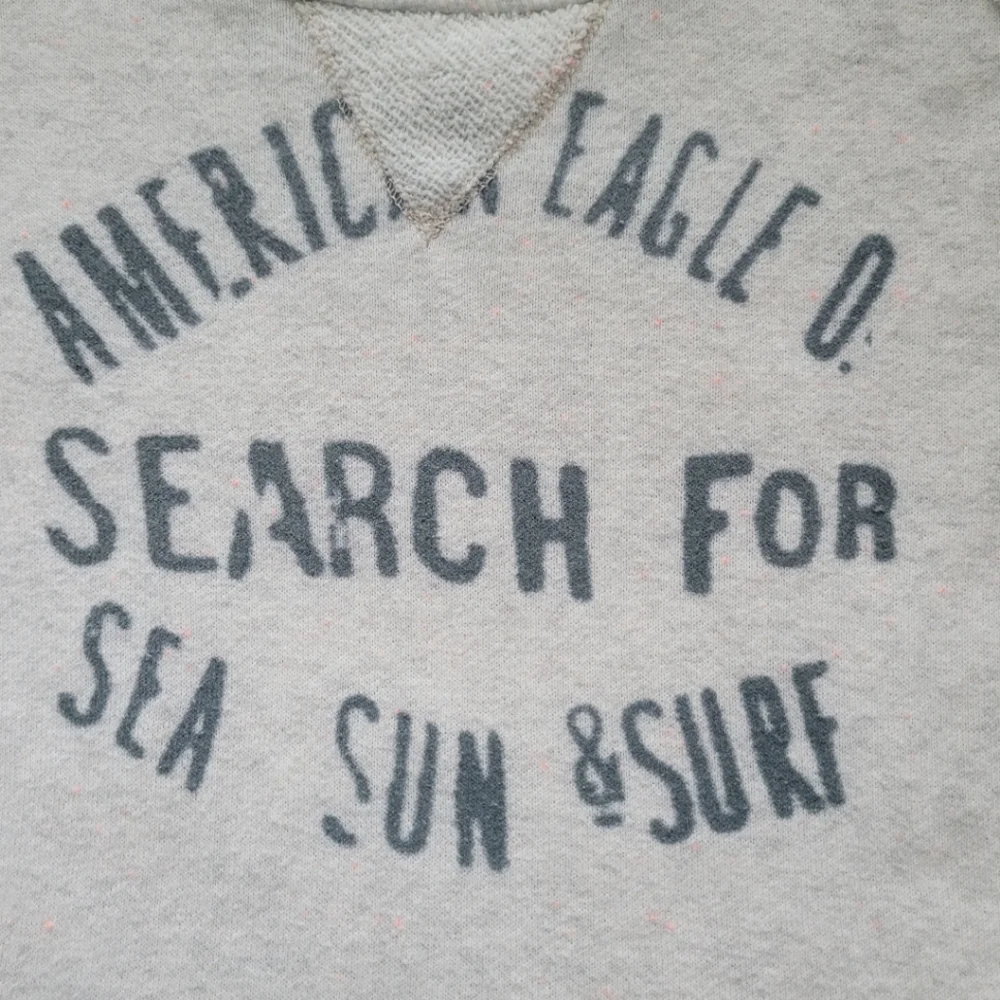 AMERICAN EAGLE O.
SEARCH FOR
SEA SUN & SURF